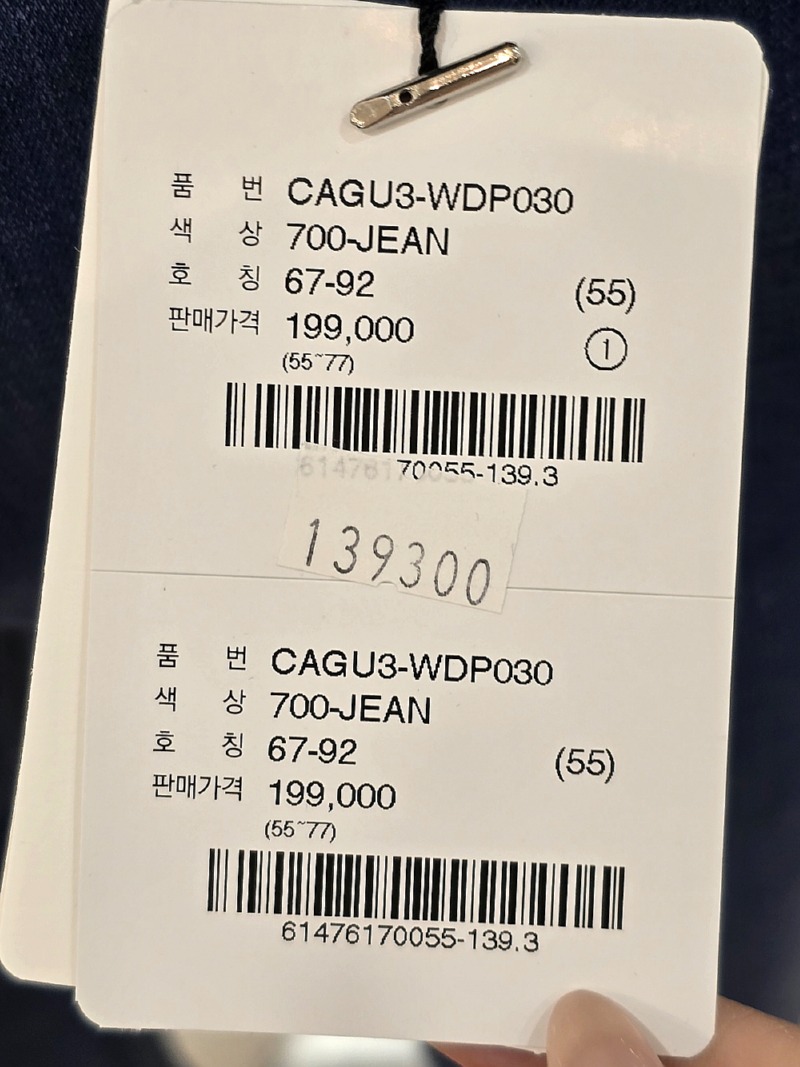 품 번 CAGU3-WDP030
색 상 700-JEAN
호 칭 67-92 (55)
판매가격 199,000 ①
(55~77)
61476170055-139.3
139300
품 번 CAGU3-WDP030
색 상 700-JEAN
호 칭 67-92 (55)
판매가격 199,000
(55~77)
61476170055-139.3